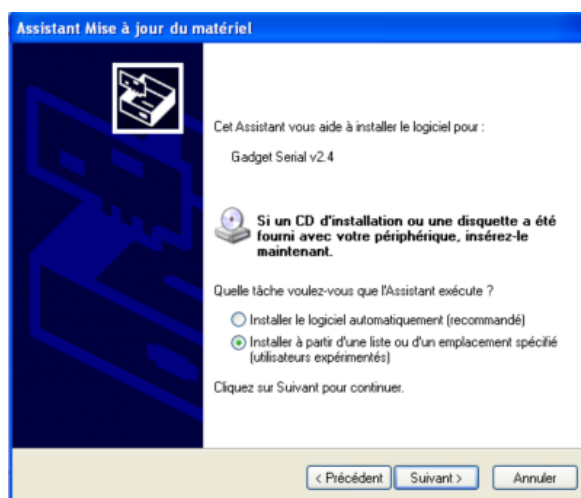 Assistant Mise à jour du matériel
Cet Assistant vous aide à installer le logiciel pour :
Gadget Serial v2.4
Si un CD d'installation ou une disquette a été
fourni avec votre périphérique, insérez-le
maintenant.
Quelle tâche voulez-vous que l'Assistant exécute ?
Installer le logiciel automatiquement (recommandé)
Installer à partir d'une liste ou d'un emplacement spécifié
(utilisateurs expérimentés)
Cliquez sur Suivant pour continuer.
< Précédent Suivant > Annuler